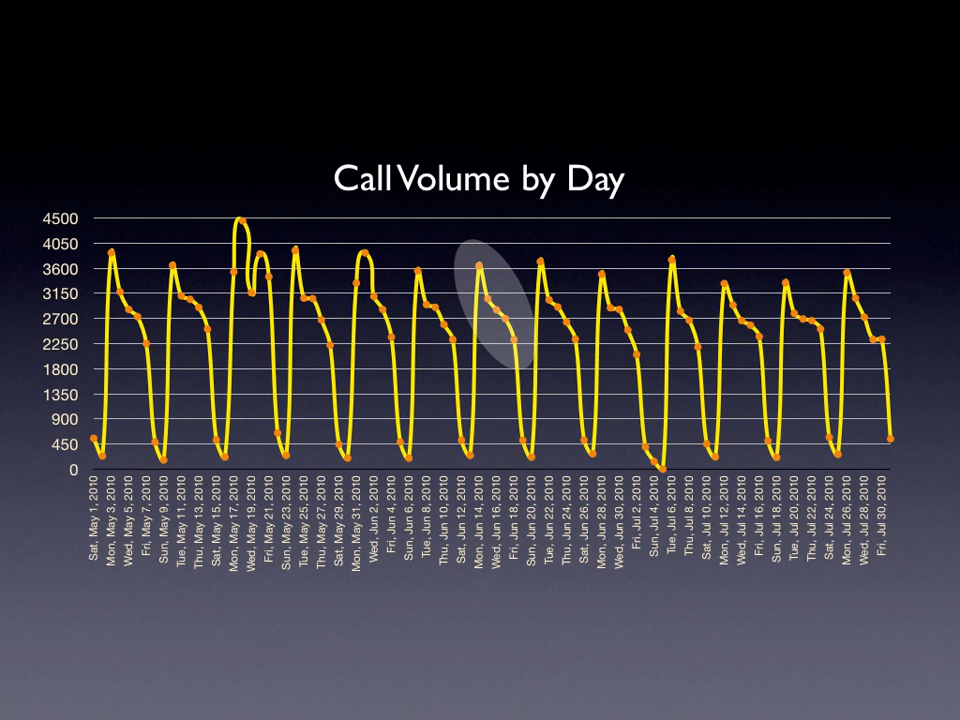 Call Volume by Day
4500
4050
3600
3150
2700
2250
1800
1350
900
450
0
Sat, May 1, 2010
Mon, May 3, 2010
Wed, May 5, 2010
Fri, May 7, 2010
Sun, May 9, 2010
Tue, May 11, 2010
Thu, May 13, 2010
Sat, May 15, 2010
Mon, May 17, 2010
Wed, May 19, 2010
Fri, May 21, 2010
Sun, May 23, 2010
Tue, May 25, 2010
Thu, May 27, 2010
Sat, May 29, 2010
Mon, May 31, 2010
Wed, Jun 2, 2010
Fri, Jun 4, 2010
Sun, Jun 6, 2010
Tue, Jun 8, 2010
Thu, Jun 10, 2010
Sat, Jun 12, 2010
Mon, Jun 14, 2010
Wed, Jun 16, 2010
Fri, Jun 18, 2010
Sun, Jun 20, 2010
Tue, Jun 22, 2010
Thu, Jun 24, 2010
Sat, Jun 26, 2010
Mon, Jun 28, 2010
Wed, Jun 30, 2010
Fri, Jul 2, 2010
Sun, Jul 4, 2010
Tue, Jul 6, 2010
Thu, Jul 8, 2010
Sat, Jul 10, 2010
Mon, Jul 12, 2010
Wed, Jul 14, 2010
Fri, Jul 16, 2010
Sun, Jul 18, 2010
Tue, Jul 20, 2010
Thu, Jul 22, 2010
Sat, Jul 24, 2010
Mon, Jul 26, 2010
Wed, Jul 28, 2010
Fri, Jul 30, 2010